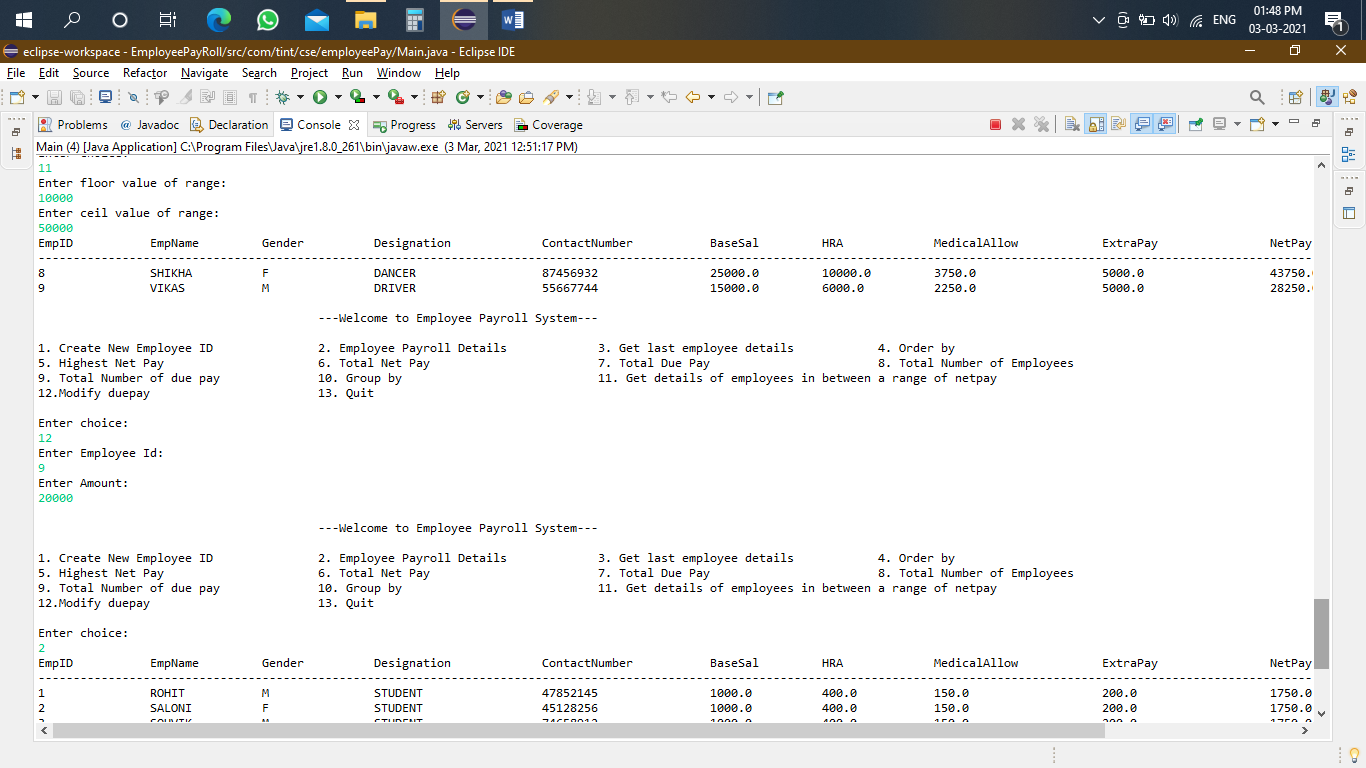 01:48 PM
ENG
03-03-2021
1
eclipse-workspace - EmployeePayRoll/src/com/tint/cse/employeePay/Main.java - Eclipse IDE
File Edit Source Refactor Navigate Search Project Run Window Help
Problems @ Javadoc Declaration Console Progress Servers Coverage
Main (4) [Java Application] C:\Program Files\Java\jre1.8.0_261\bin\javaw.exe (3 Mar, 2021 12:51:17 PM)
Enter choice:
11
Enter floor value of range:
10000
Enter ceil value of range:
50000
EmpID EmpName Gender Designation ContactNumber BaseSal HRA MedicalAllow ExtraPay NetPay
8 SHIKHA F DANCER 87456932 25000.0 10000.0 3750.0 5000.0 43750.
9 VIKAS M DRIVER 55667744 15000.0 6000.0 2250.0 5000.0 28250.
---Welcome to Employee Payroll System---
1. Create New Employee ID 2. Employee Payroll Details 3. Get last employee details 4. Order by
5. Highest Net Pay 6. Total Net Pay 7. Total Due Pay 8. Total Number of Employees
9. Total Number of due pay 10. Group by 11. Get details of employees in between a range of netpay
12.Modify duepay 13. Quit
Enter choice:
12
Enter Employee Id:
9
Enter Amount:
20000
---Welcome to Employee Payroll System---
1. Create New Employee ID 2. Employee Payroll Details 3. Get last employee details 4. Order by
5. Highest Net Pay 6. Total Net Pay 7. Total Due Pay 8. Total Number of Employees
9. Total Number of due pay 10. Group by 11. Get details of employees in between a range of netpay
12.Modify duepay 13. Quit
Enter choice:
2
EmpID EmpName Gender Designation ContactNumber BaseSal HRA MedicalAllow ExtraPay NetPay
1 ROHIT M STUDENT 47852145 1000.0 400.0 150.0 200.0 1750.0
2 SALONI F STUDENT 45128256 1000.0 400.0 150.0 200.0 1750.0